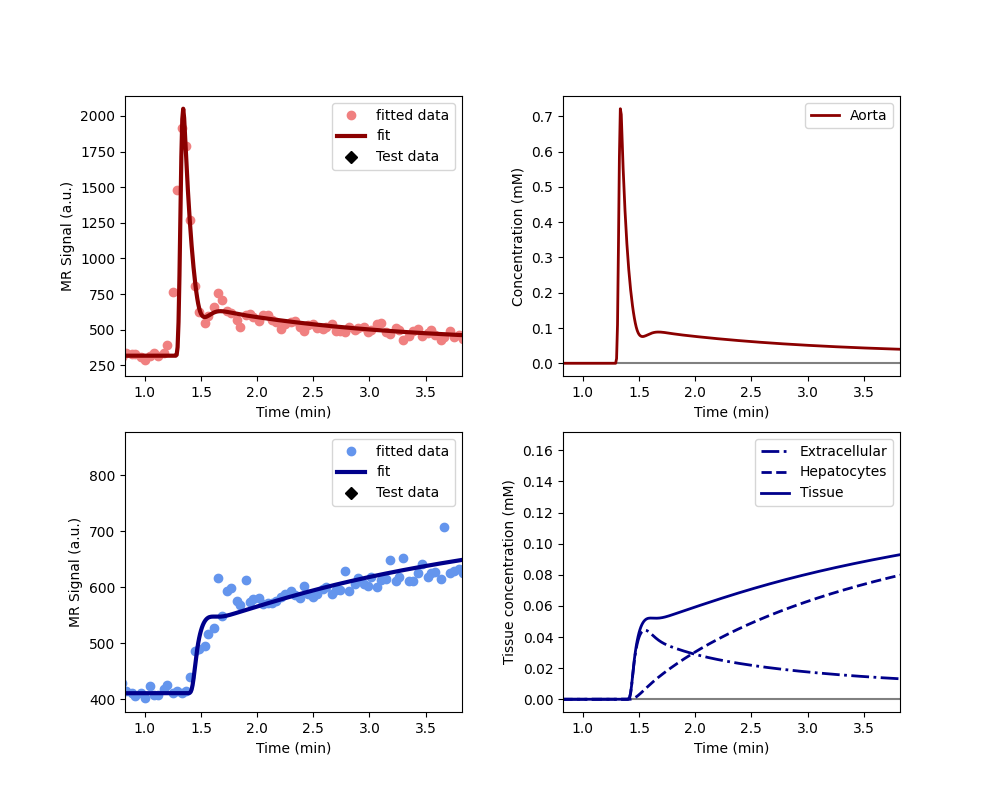 2000
1750
1500
1250
1000
750
500
250
MR Signal (a.u.)
fitted data
fit
Test data
1.0 1.5 2.0 2.5 3.0 3.5
Time (min)
0.7
0.6
0.5
0.4
0.3
0.2
0.1
0.0
Concentration (mM)
Aorta
1.0 1.5 2.0 2.5 3.0 3.5
Time (min)
800
700
600
500
400
MR Signal (a.u.)
fitted data
fit
Test data
1.0 1.5 2.0 2.5 3.0 3.5
Time (min)
0.16
0.14
0.12
0.10
0.08
0.06
0.04
0.02
0.00
Tissue concentration (mM)
Extracellular
Hepatocytes
Tissue
1.0 1.5 2.0 2.5 3.0 3.5
Time (min)